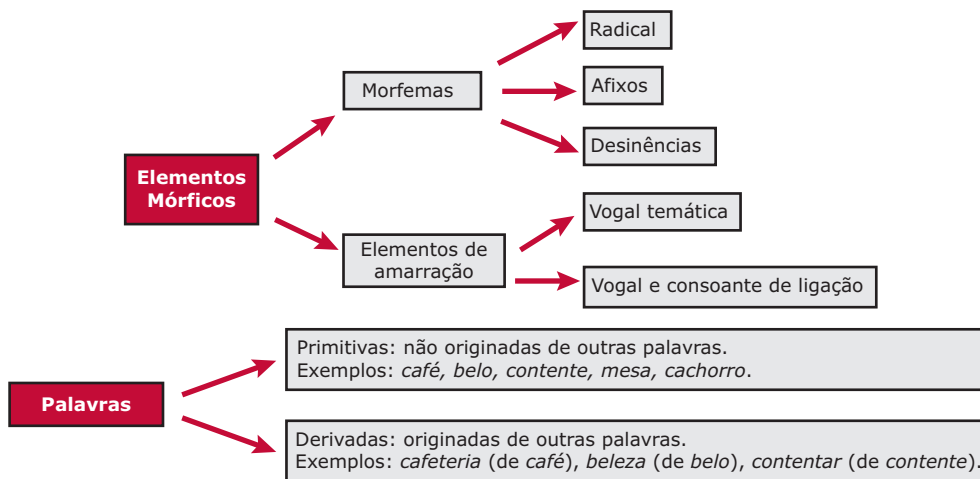 Radical
Morfemas
Afixos
Desinências
Elementos
Mórficos
Vogal temática
Elementos de
amarração
Vogal e consoante de ligação
Primitivas: não originadas de outras palavras.
Exemplos: café, belo, contente, mesa, cachorro.
Palavras
Derivadas: originadas de outras palavras.
Exemplos: cafeteria (de café), beleza (de belo), contentar (de contente).